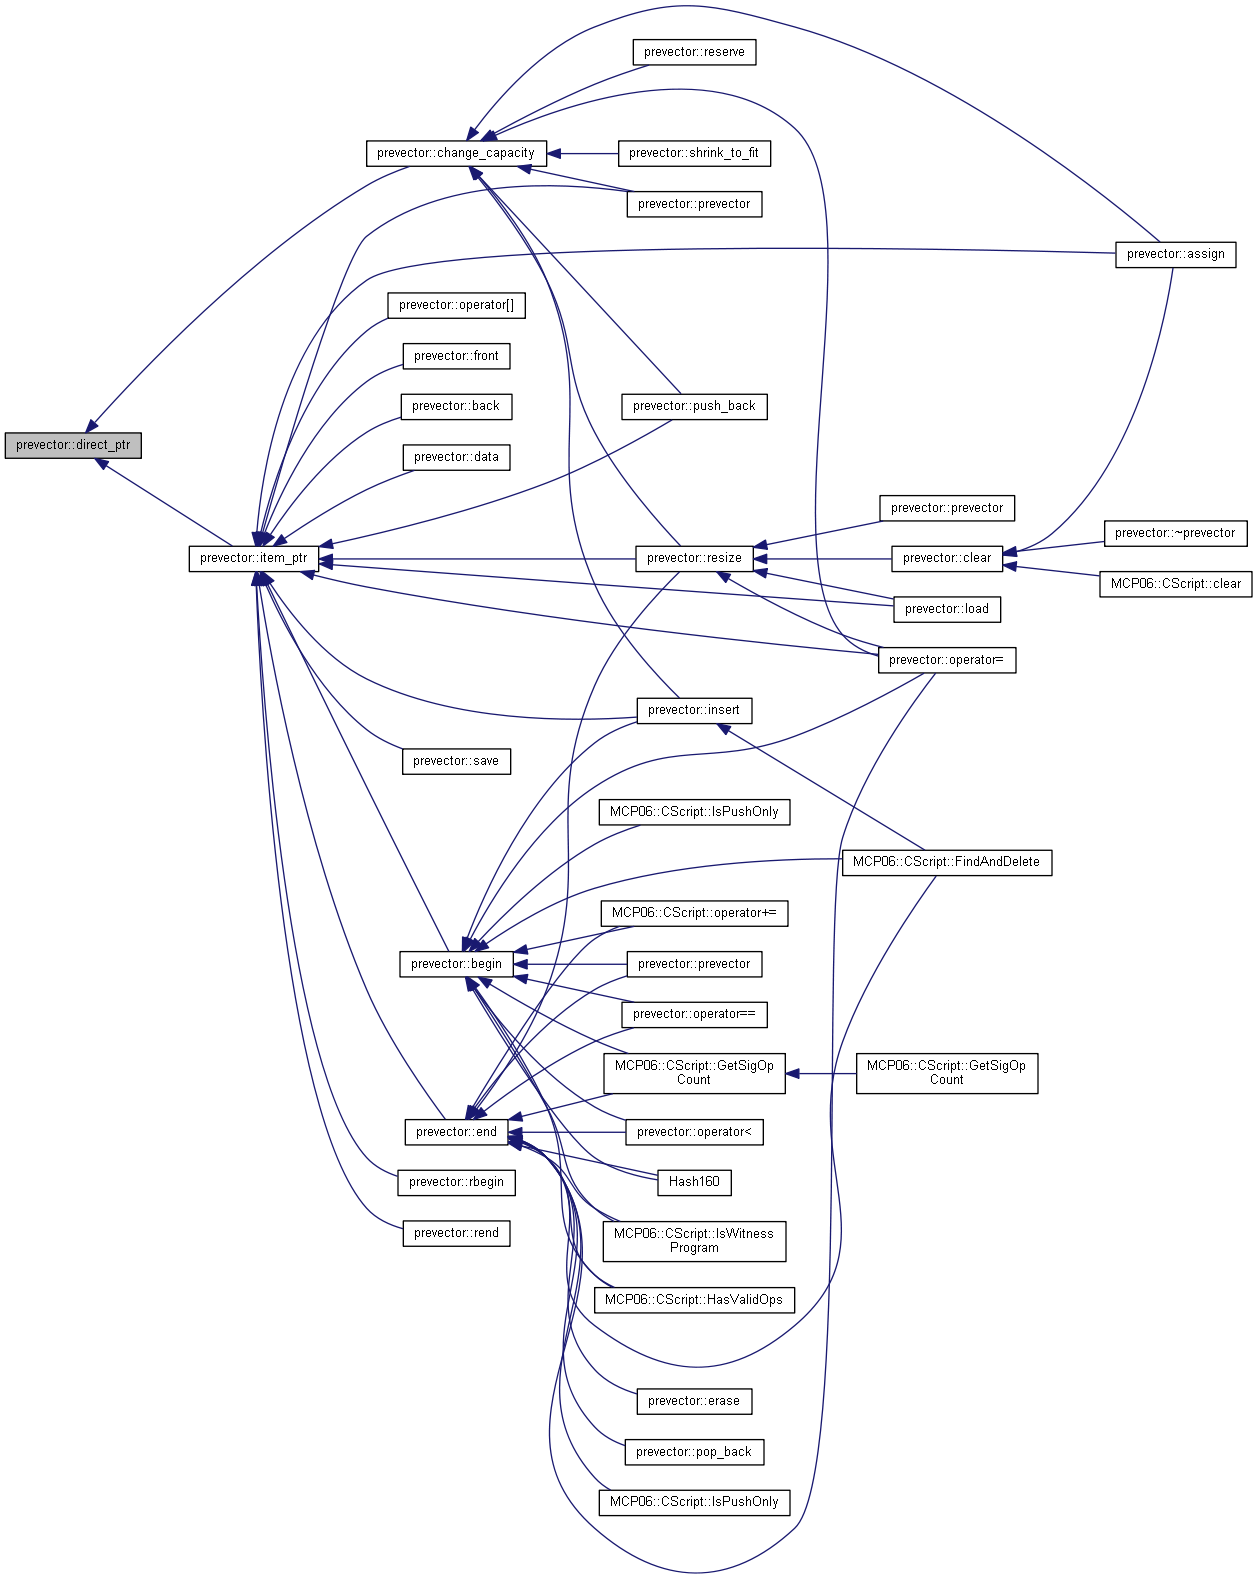 prevector::reserve
prevector::change_capacity
prevector::shrink_to_fit
prevector::prevector
prevector::assign
prevector::operator[]
prevector::front
prevector::back
prevector::push_back
prevector::direct_ptr
prevector::data
prevector::prevector
prevector::~prevector
prevector::item_ptr
prevector::resize
prevector::clear
MCP06::CScript::clear
prevector::load
prevector::operator=
prevector::insert
prevector::save
MCP06::CScript::IsPushOnly
MCP06::CScript::FindAndDelete
MCP06::CScript::operator+=
prevector::begin
prevector::prevector
prevector::operator==
MCP06::CScript::GetSigOp
Count
MCP06::CScript::GetSigOp
Count
prevector::end
prevector::operator<
prevector::rbegin
Hash160
prevector::rend
MCP06::CScript::IsWitness
Program
MCP06::CScript::HasValidOps
prevector::erase
prevector::pop_back
MCP06::CScript::IsPushOnly